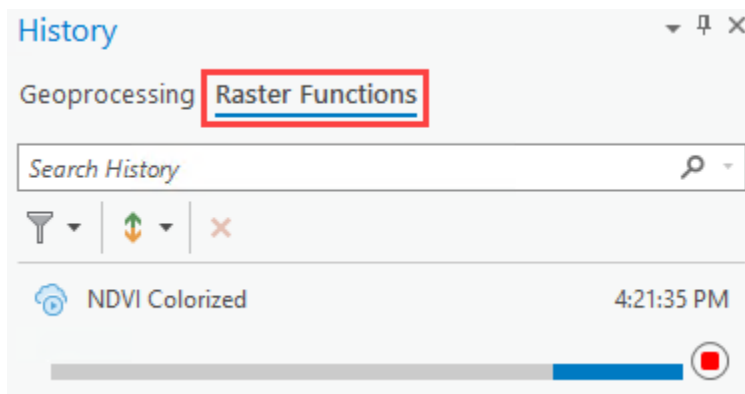 History
Geoprocessing Raster Functions
Search History
NDVI Colorized 4:21:35 PM